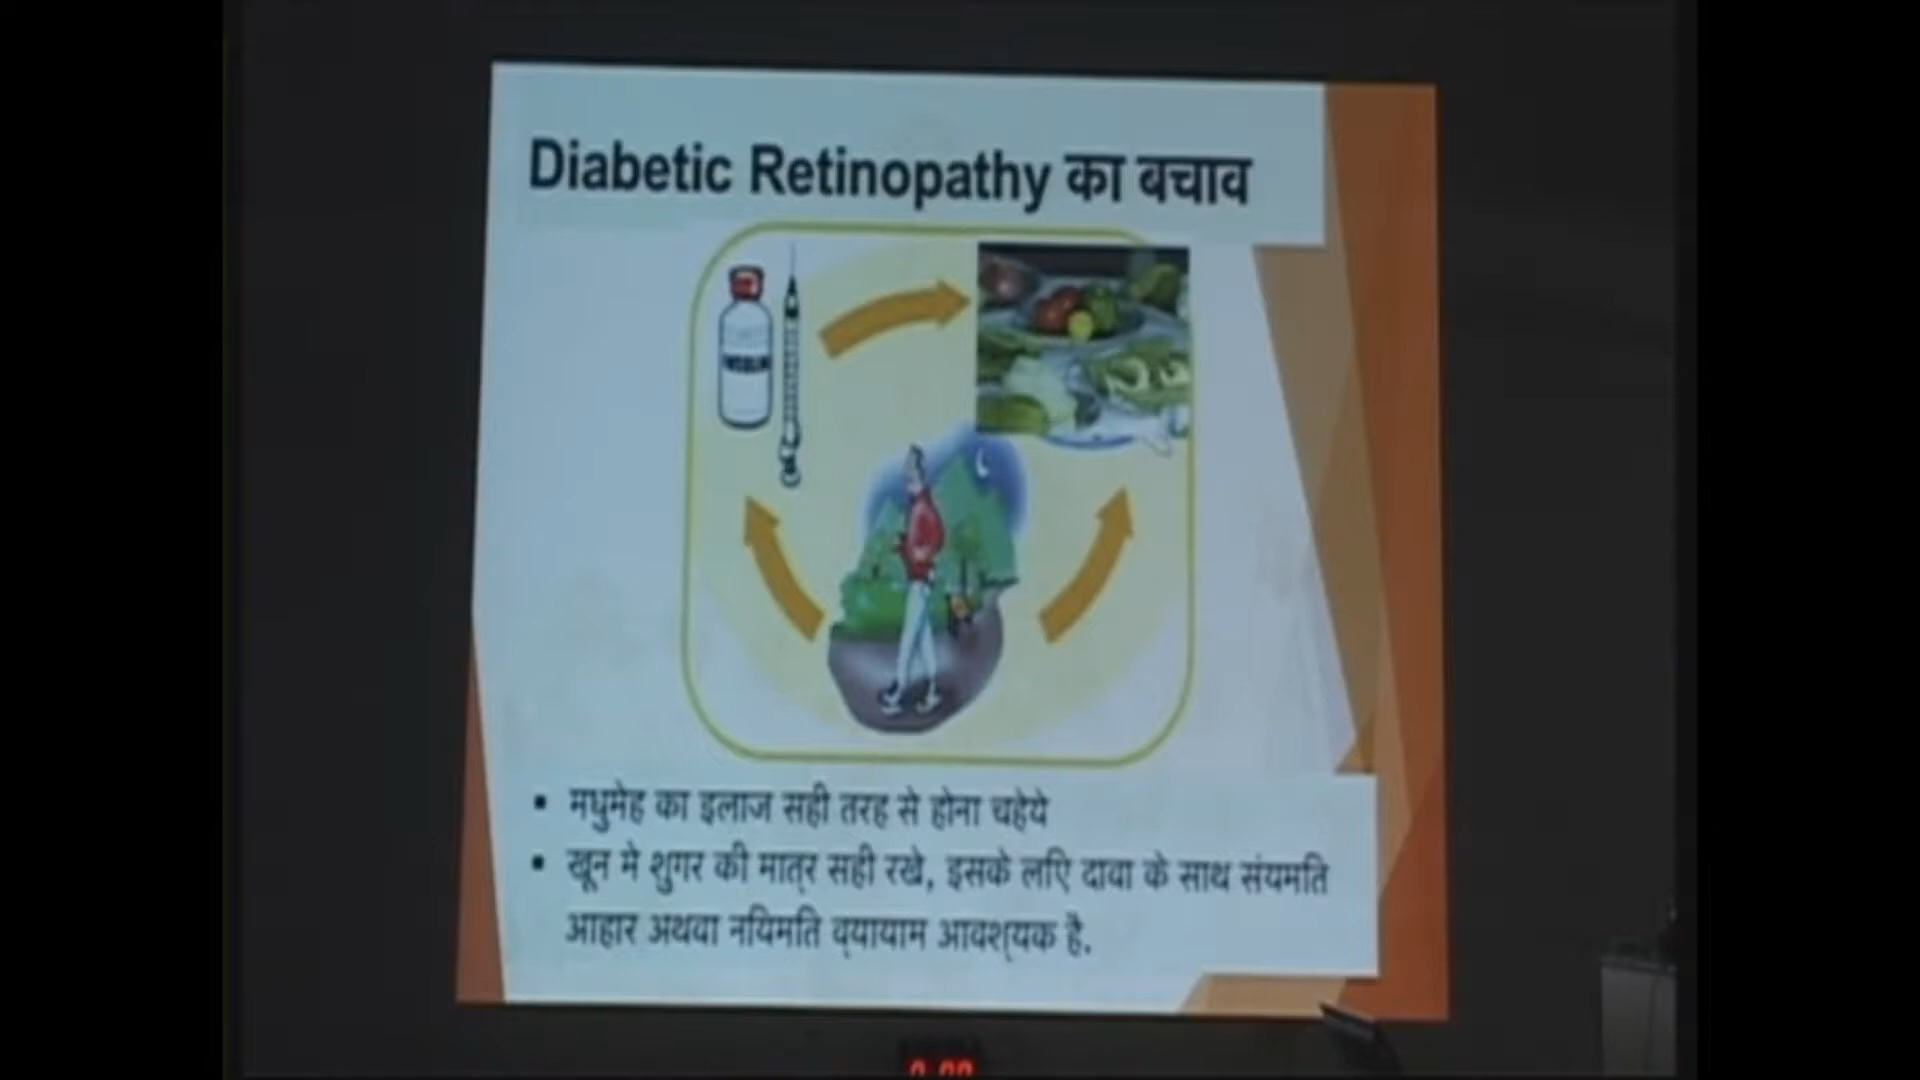 Diabetic Retinopathy का बचाव
▪ मधुमेह का इलाज सही तरह से होना चहेये
▪ खून मे शुगर की मात्‌र सही रखे, इसके लएि दावा के साथ संयमति
आहार अथवा नयिमति व्‌यायाम आवश्‌यक है.